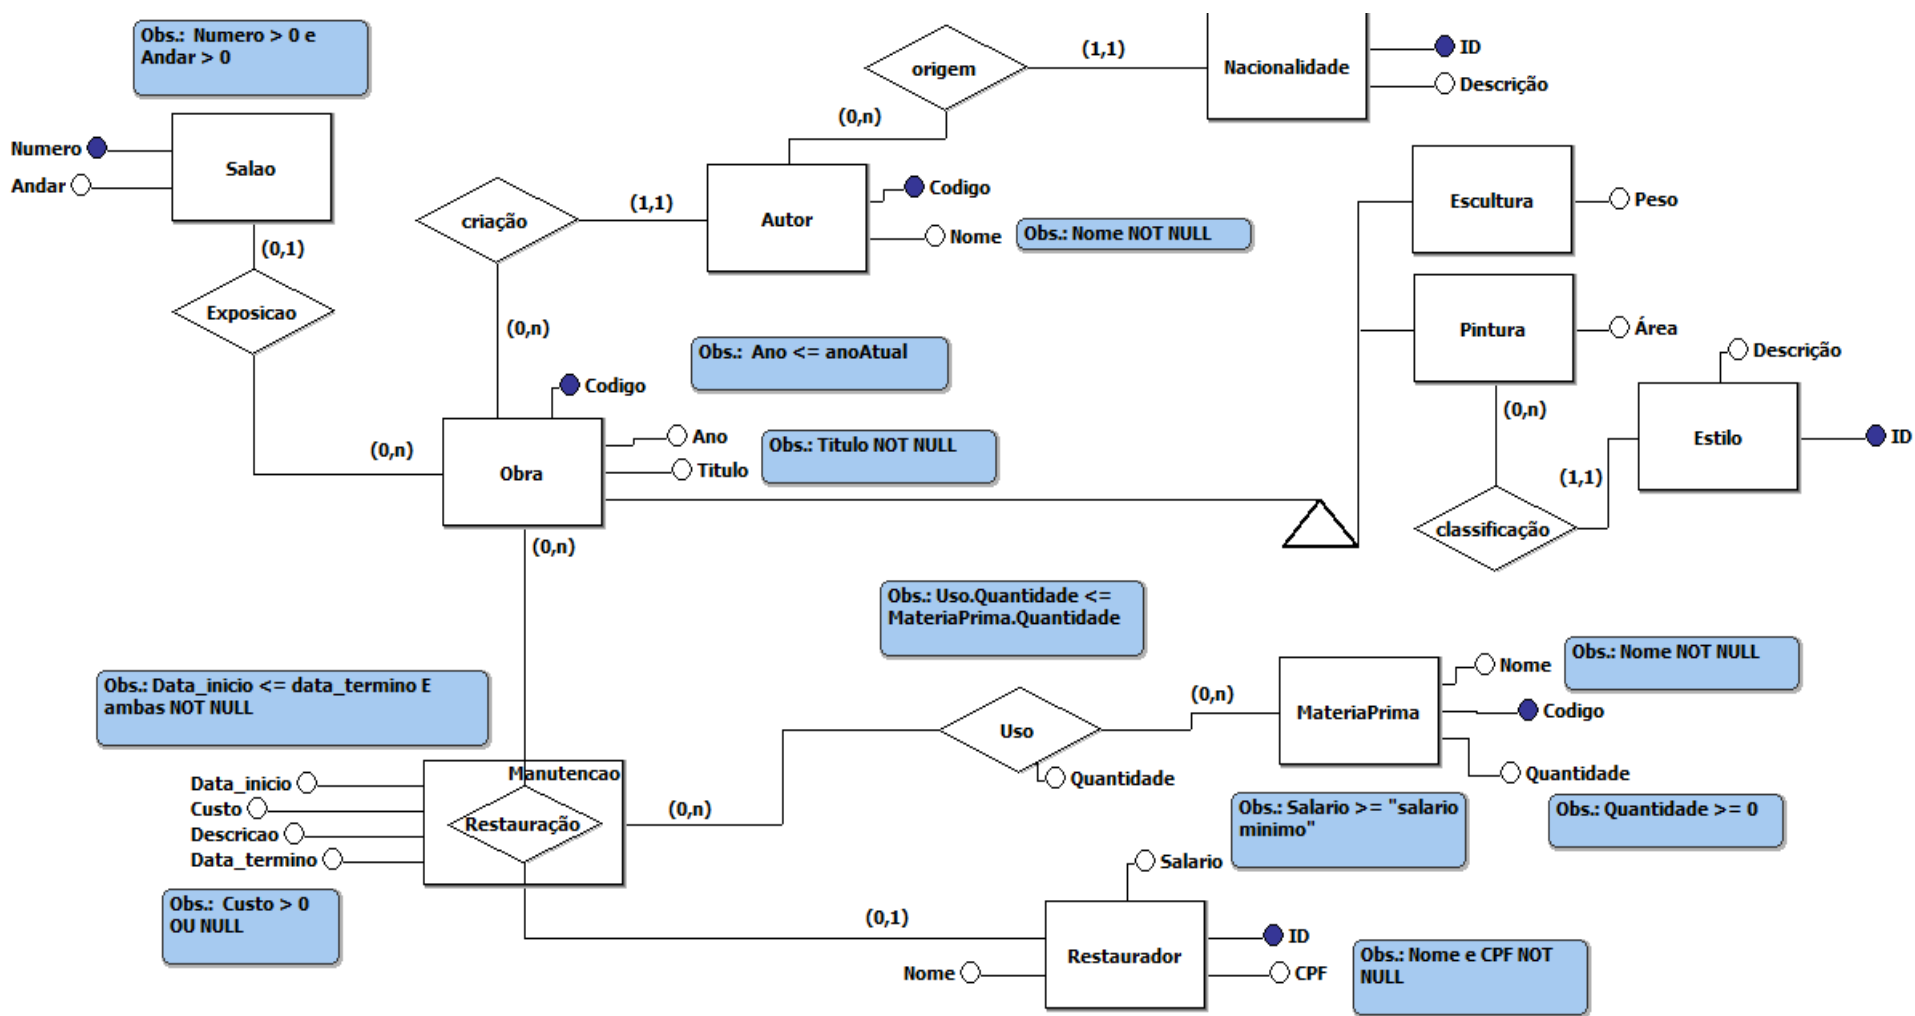 Obs.: Numero > 0 e
Andar > 0
Numero
Andar
Salao
(0,1)
Exposicao
(0,n)
origem
(1,1)
(0,n)
Nacionalidade
ID
Descrição
criação
(1,1)
(0,n)
Autor
Codigo
Nome
Obs.: Nome NOT NULL
Escultura
Peso
Pintura
Área
(0,n)
Descrição
Estilo
ID
(1,1)
classificação
Obs.: Ano <= anoAtual
Codigo
Ano
Titulo
Obs.: Titulo NOT NULL
Obra
(0,n)
Obs.: Uso.Quantidade <=
MateriaPrima.Quantidade
Obs.: Data_inicio <= data_termino E
ambas NOT NULL
Data_inicio
Custo
Descricao
Data_termino
Manutencao
Restauração
(0,n)
Obs.: Custo > 0
OU NULL
Uso
Quantidade
(0,n)
MateriaPrima
Nome
Obs.: Nome NOT NULL
Codigo
Quantidade
Obs.: Quantidade >= 0
Obs.: Salario >= "salario
minimo"
Salario
(0,1)
Restaurador
Nome
ID
CPF
Obs.: Nome e CPF NOT
NULL